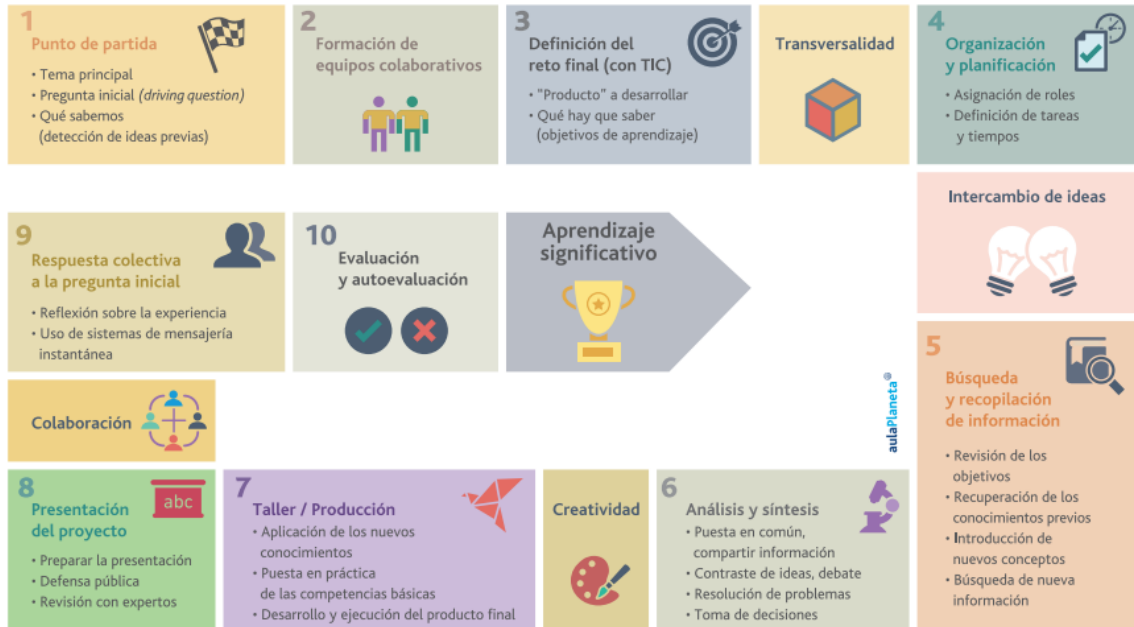 1
Punto de partida
• Tema principal
• Pregunta inicial (driving question)
• Qué sabemos
(detección de ideas previas)
2
Formación de
equipos colaborativos
3
Definición del
reto final (con TIC)
• "Producto" a desarrollar
• Qué hay que saber
(objetivos de aprendizaje)
Transversalidad
4
Organización
y planificación
• Asignación de roles
• Definición de tareas
y tiempos
Intercambio de ideas
5
Búsqueda
y recopilación
de información
• Revisión de los
objetivos
• Recuperación de los
conocimientos previos
• Introducción de
nuevos conceptos
• Búsqueda de nueva
información
6
Análisis y síntesis
• Puesta en común,
compartir información
• Contraste de ideas, debate
• Resolución de problemas
• Toma de decisiones
Creatividad
7
Taller / Producción
• Aplicación de los nuevos
conocimientos
• Puesta en práctica
de las competencias básicas
• Desarrollo y ejecución del producto final
8
Presentación
del proyecto
abc
• Preparar la presentación
• Defensa pública
• Revisión con expertos
Colaboración
9
Respuesta colectiva
a la pregunta inicial
• Reflexión sobre la experiencia
• Uso de sistemas de mensajería
instantánea
10
Evaluación
y autoevaluación
Aprendizaje
significativo
aulaPlaneta